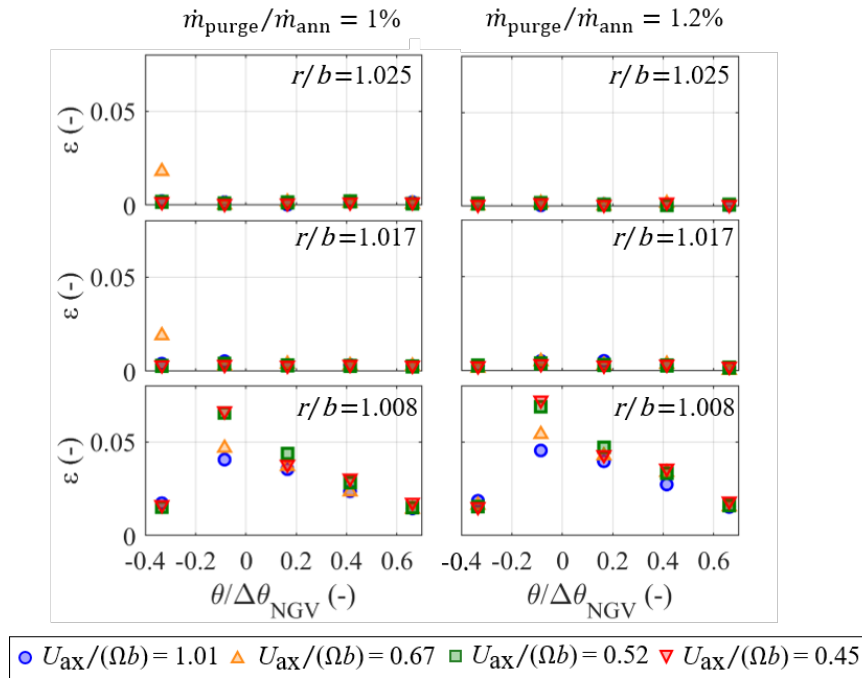 ṁpurge/ṁann = 1%
ṁpurge/ṁann = 1.2%
r/b=1.025
r/b=1.025
0.05
ε (-)
0
r/b=1.017
r/b=1.017
0.05
ε (-)
0
r/b=1.008
r/b=1.008
0.05
ε (-)
0
-0.4 -0.2 0 0.2 0.4 0.6
-0.4 -0.2 0 0.2 0.4 0.6
θ/ΔθNGV (-)
θ/ΔθNGV (-)
Uax/(Ωb) = 1.01 Uax/(Ωb) = 0.67 Uax/(Ωb) = 0.52 Uax/(Ωb) = 0.45